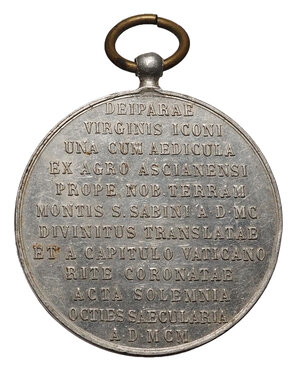 DEIPARAE
VIRGINIS ICONI
UNA CUM AEDICULA
EX AGRO ASCIANENSI
PROPE NOB·TERRAM
MONTIS S. SABINI A·D·MC
DIVINITUS TRANSLATAE
ET A CAPITULO VATICANO
RITE CORONATAE
ACTA SOLEMNIA
OCTIES SAECULARIA
A·D·MCM